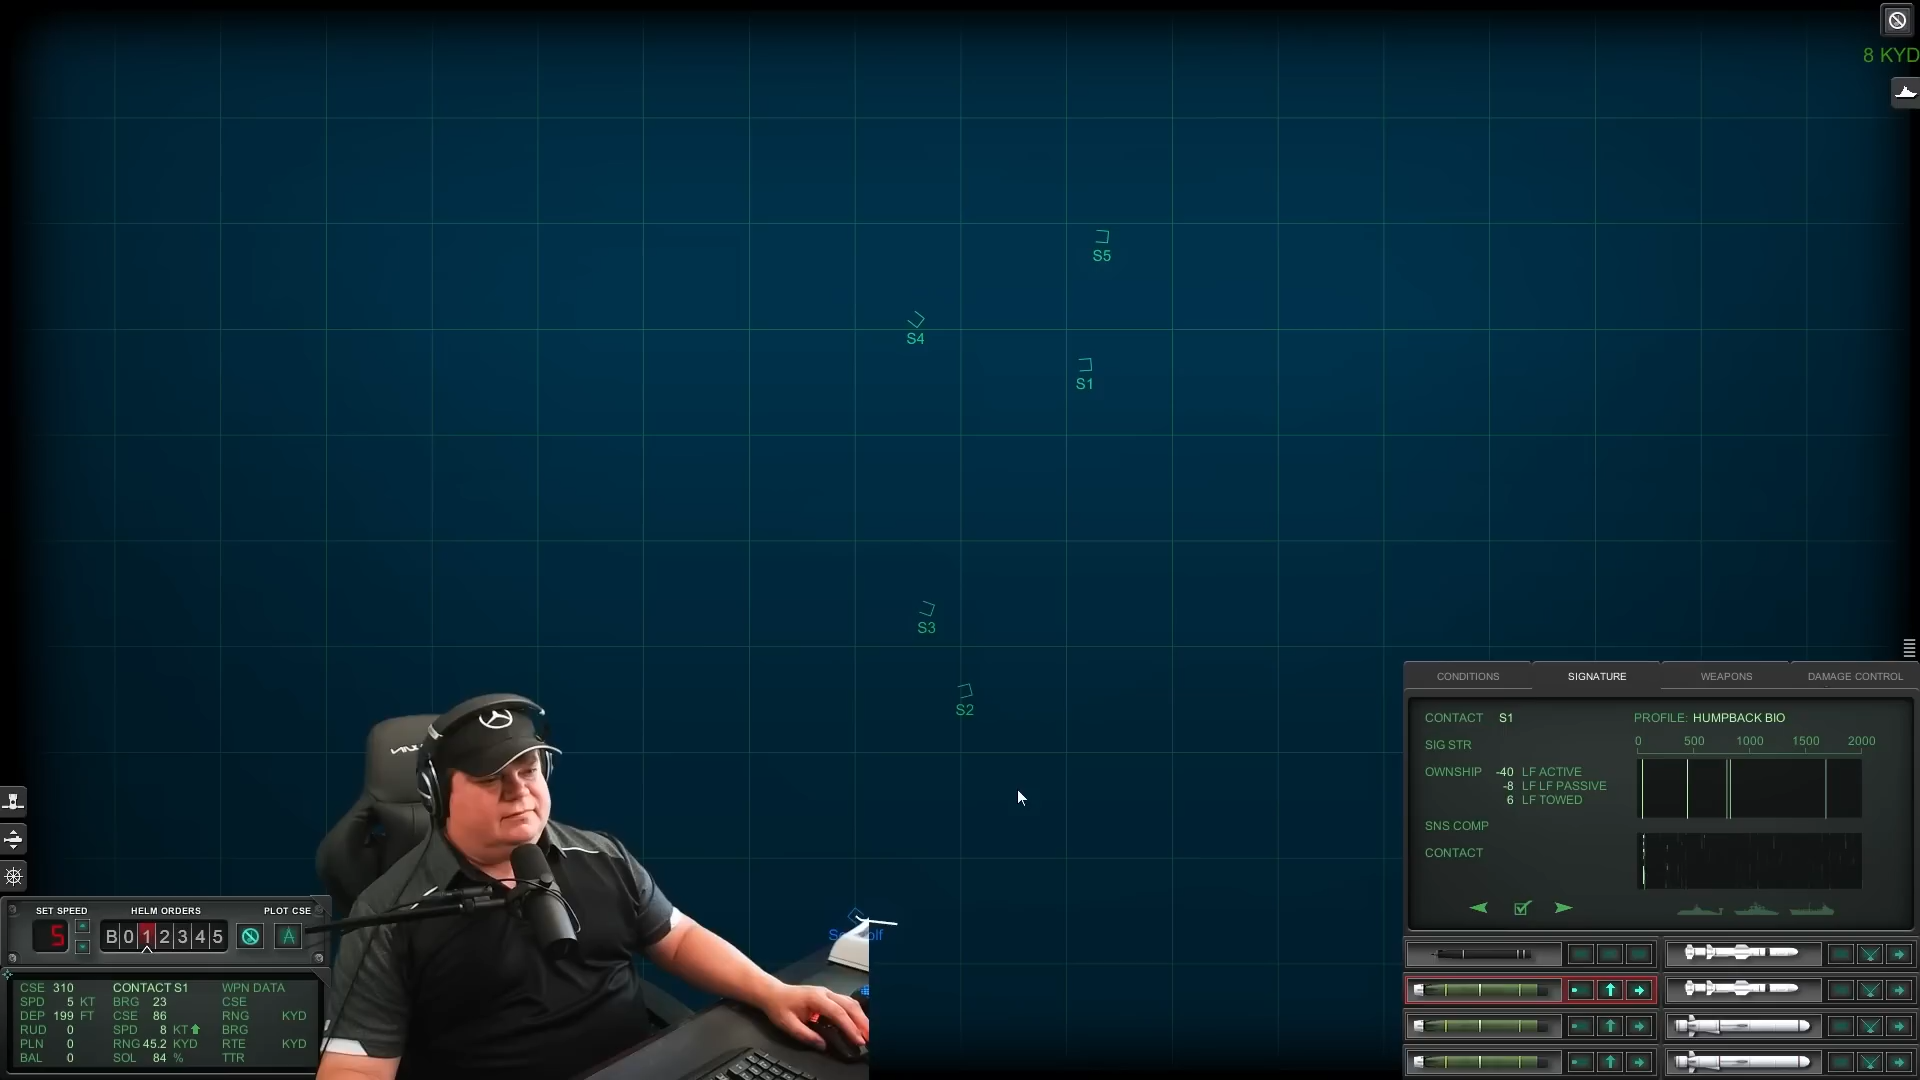 8 KYD
S5
S4
S1
S3
S2
CONDITIONS SIGNATURE WEAPONS DAMAGE CONTROL
CONTACT S1 PROFILE: HUMPBACK BIO
0 500 1000 1500 2000
SIG STR
OWNSHIP -40 LF ACTIVE
-8 LF LF PASSIVE
6 LF TOWED
SNS COMP
CONTACT
SET SPEED HELM ORDERS PLOT CSE
5 B 0 1 2 3 4 5
CSE 310 CONTACT S1 WPN DATA
SPD 5 KT BRG 23 CSE
DEP 199 FT CSE 86 RNG KYD
RUD 0 SPD 8 KT BRG
PLN 0 RNG 45.2 KYD RTE KYD
BAL 0 SOL 84 % TTR